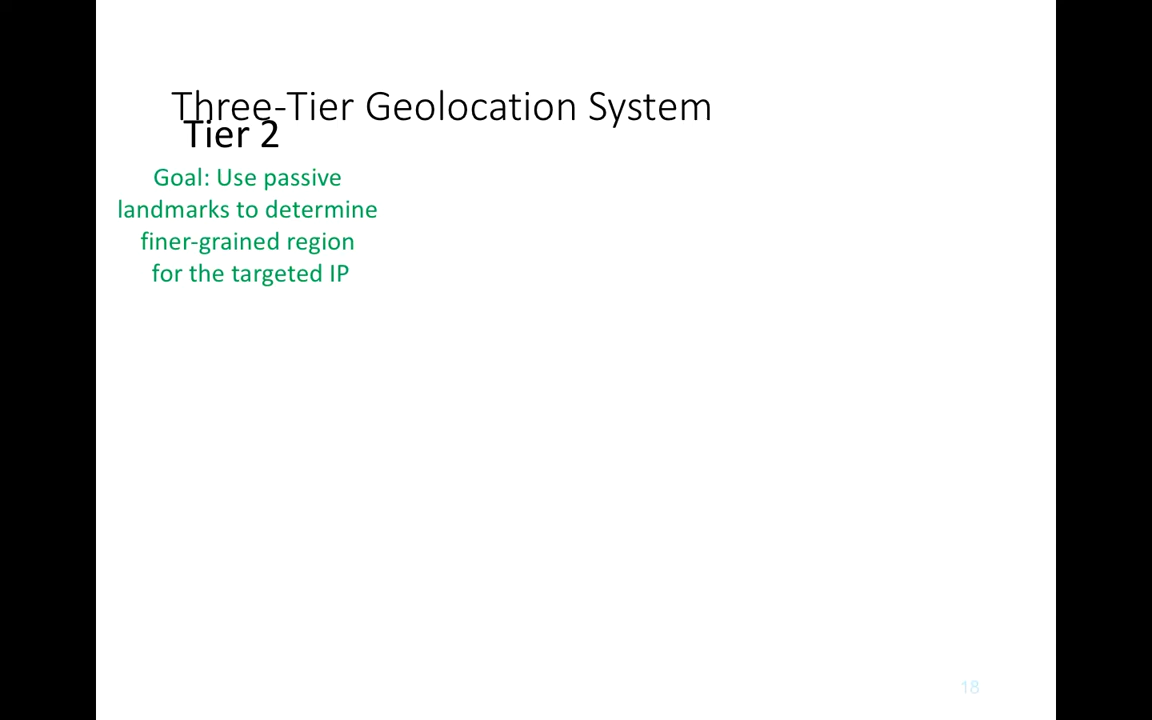 Three-Tier Geolocation System
Tier 2
Goal: Use passive
landmarks to determine
finer-grained region
for the targeted IP
18